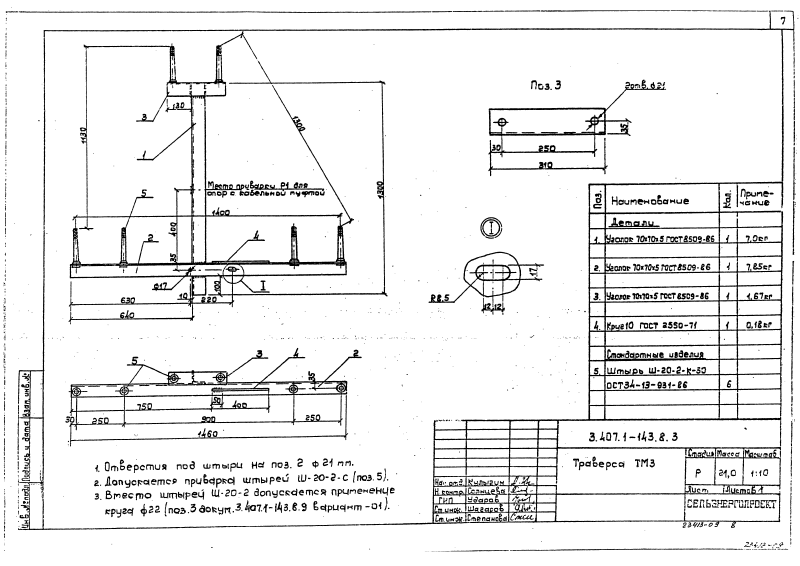 7
130
3
1130
1
1300
1300
Место приварки Р1 для
опор с кабельной муфтой
1400
5
2
4
400
35
Ф17
100
I
630
10
220
640
Поз. 3
2отв. ф21
35
30
250
310
I
R8.5
17
12 12
5
3
4
35
2
50
750
400
30
250
900
250
1460
1. Отверстия под штыри на поз. 2 ф 21 мм.
2. Допускается приварка штырей Ш-20-2-С (поз. 5).
3. Вместо штырей Ш-20-2 допускается применение
круга ф22 (поз. 3 докум. 3.407.1-143.8.9 вариант -01).
Поз. Наименование Кол. Приме-чание
Детали
1. Уголок 70х70х5 ГОСТ 8509-86 1 7,0кг
2. Уголок 70х70х5 ГОСТ 8509-86 1 7,85кг
3. Уголок 70х70х5 ГОСТ 8509-86 1 1,67кг
4. Круг 10 ГОСТ 2590-71 1 0,18кг
Стандартные изделия
5. Штырь Ш-20-2-К-50
ОСТ34-13-931-86 6
3.407.1-143.8.3
Траверса ТМ3
Стадия Масса Масштаб
Р 21,0 1:10
Лист Листов 1
СЕЛЬЭНЕРГОПРОЕКТ
Нач. отд. Кулыгин
Н. контр. Солнцева
ГИП Ударов
Ст. инж. Шагаров
Ст. инж. Степанова
23413-09 8
Инв. № подл. Подпись и дата Взам. инв. №